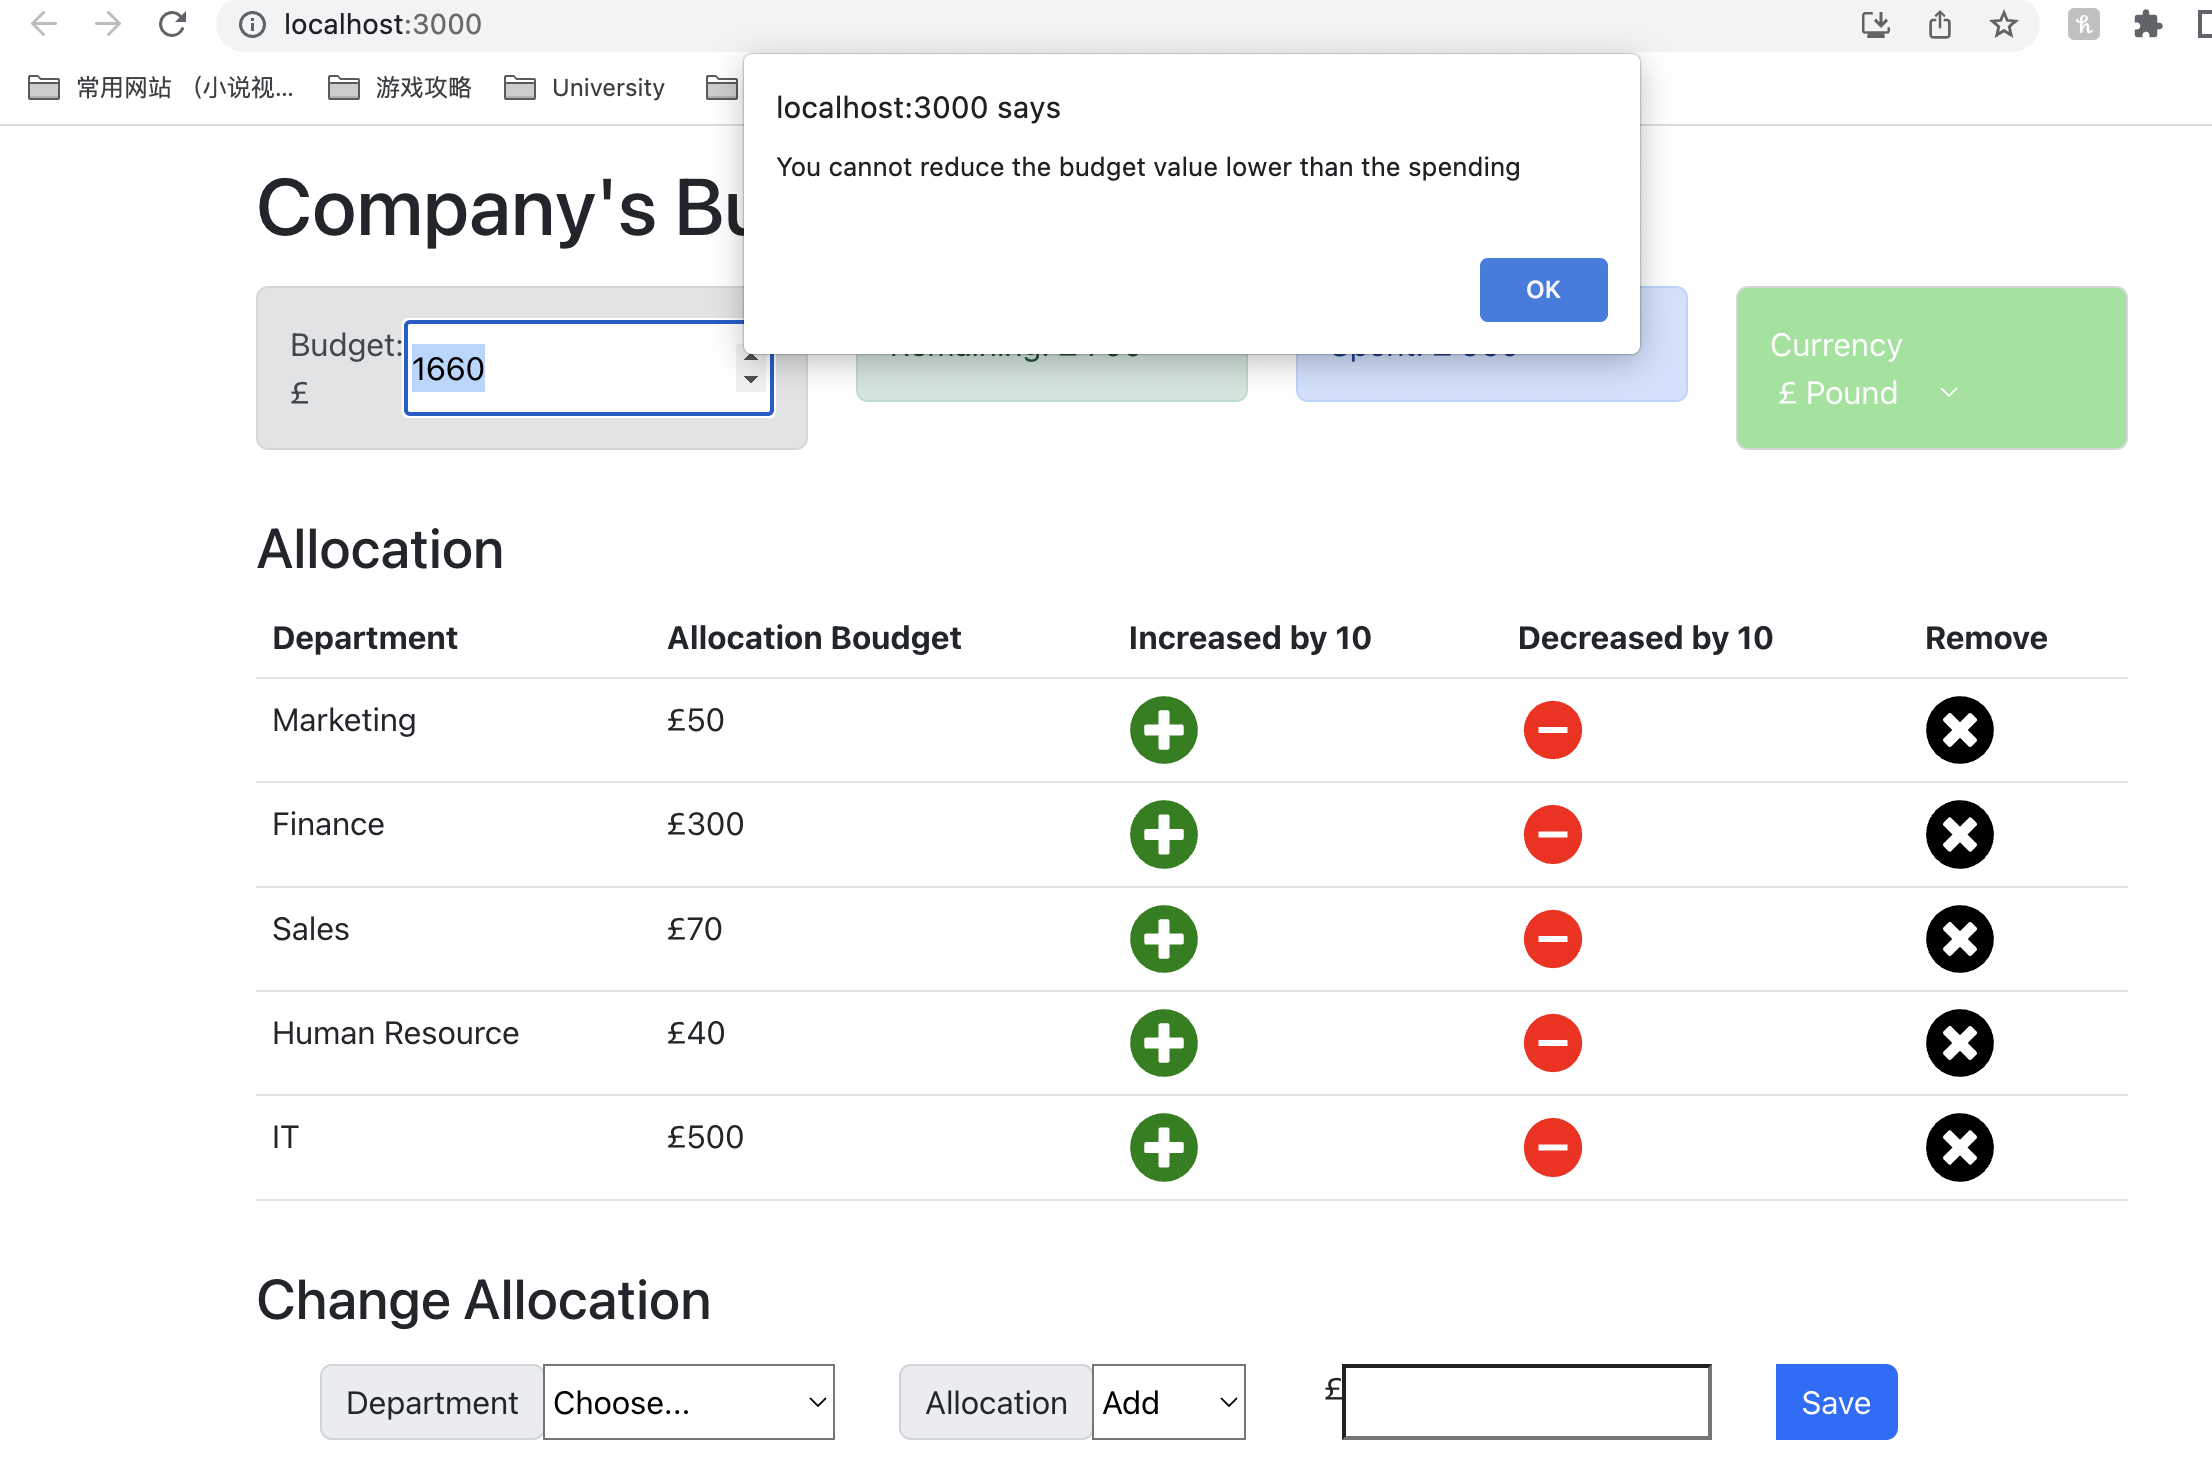 localhost:3000
常用网站 （小说视... 游戏攻略 University
localhost:3000 says
You cannot reduce the budget value lower than the spending
OK
Company's Bu
Budget: 1660
£
Currency
£ Pound
Allocation
Department Allocation Boudget Increased by 10 Decreased by 10 Remove
Marketing £50
Finance £300
Sales £70
Human Resource £40
IT £500
Change Allocation
Department Choose... Allocation Add £ Save